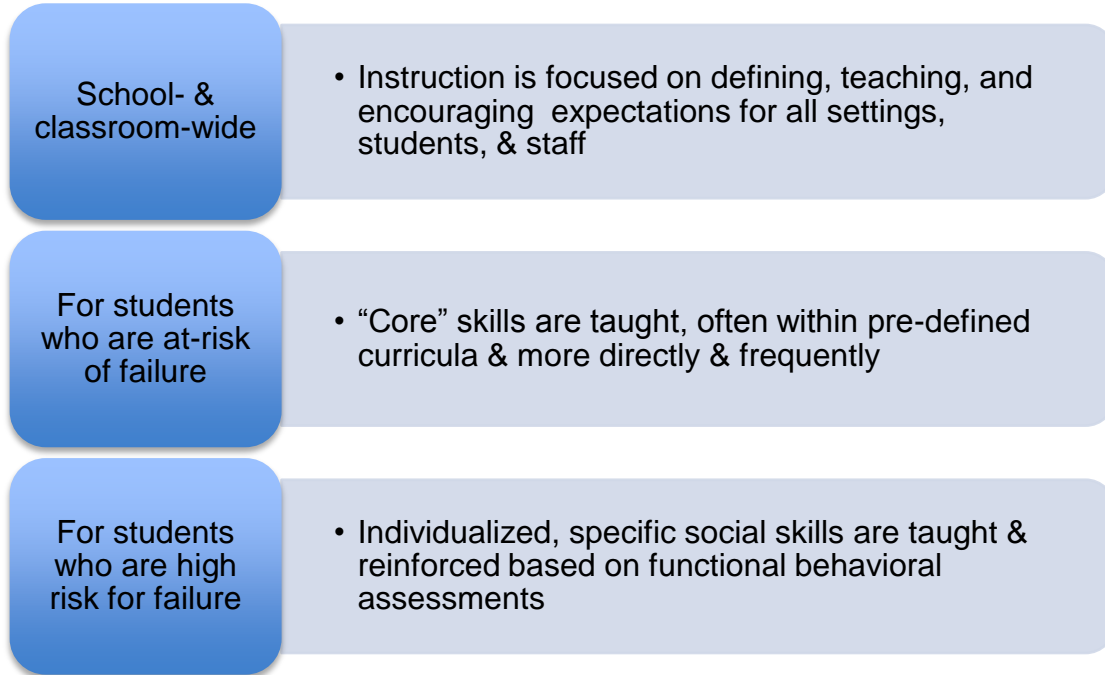 School- &
classroom-wide
• Instruction is focused on defining, teaching, and
encouraging  expectations for all settings,
students, & staff
For students
who are at-risk
of failure
• “Core” skills are taught, often within pre-defined
curricula & more directly & frequently
For students
who are high
risk for failure
• Individualized, specific social skills are taught &
reinforced based on functional behavioral
assessments